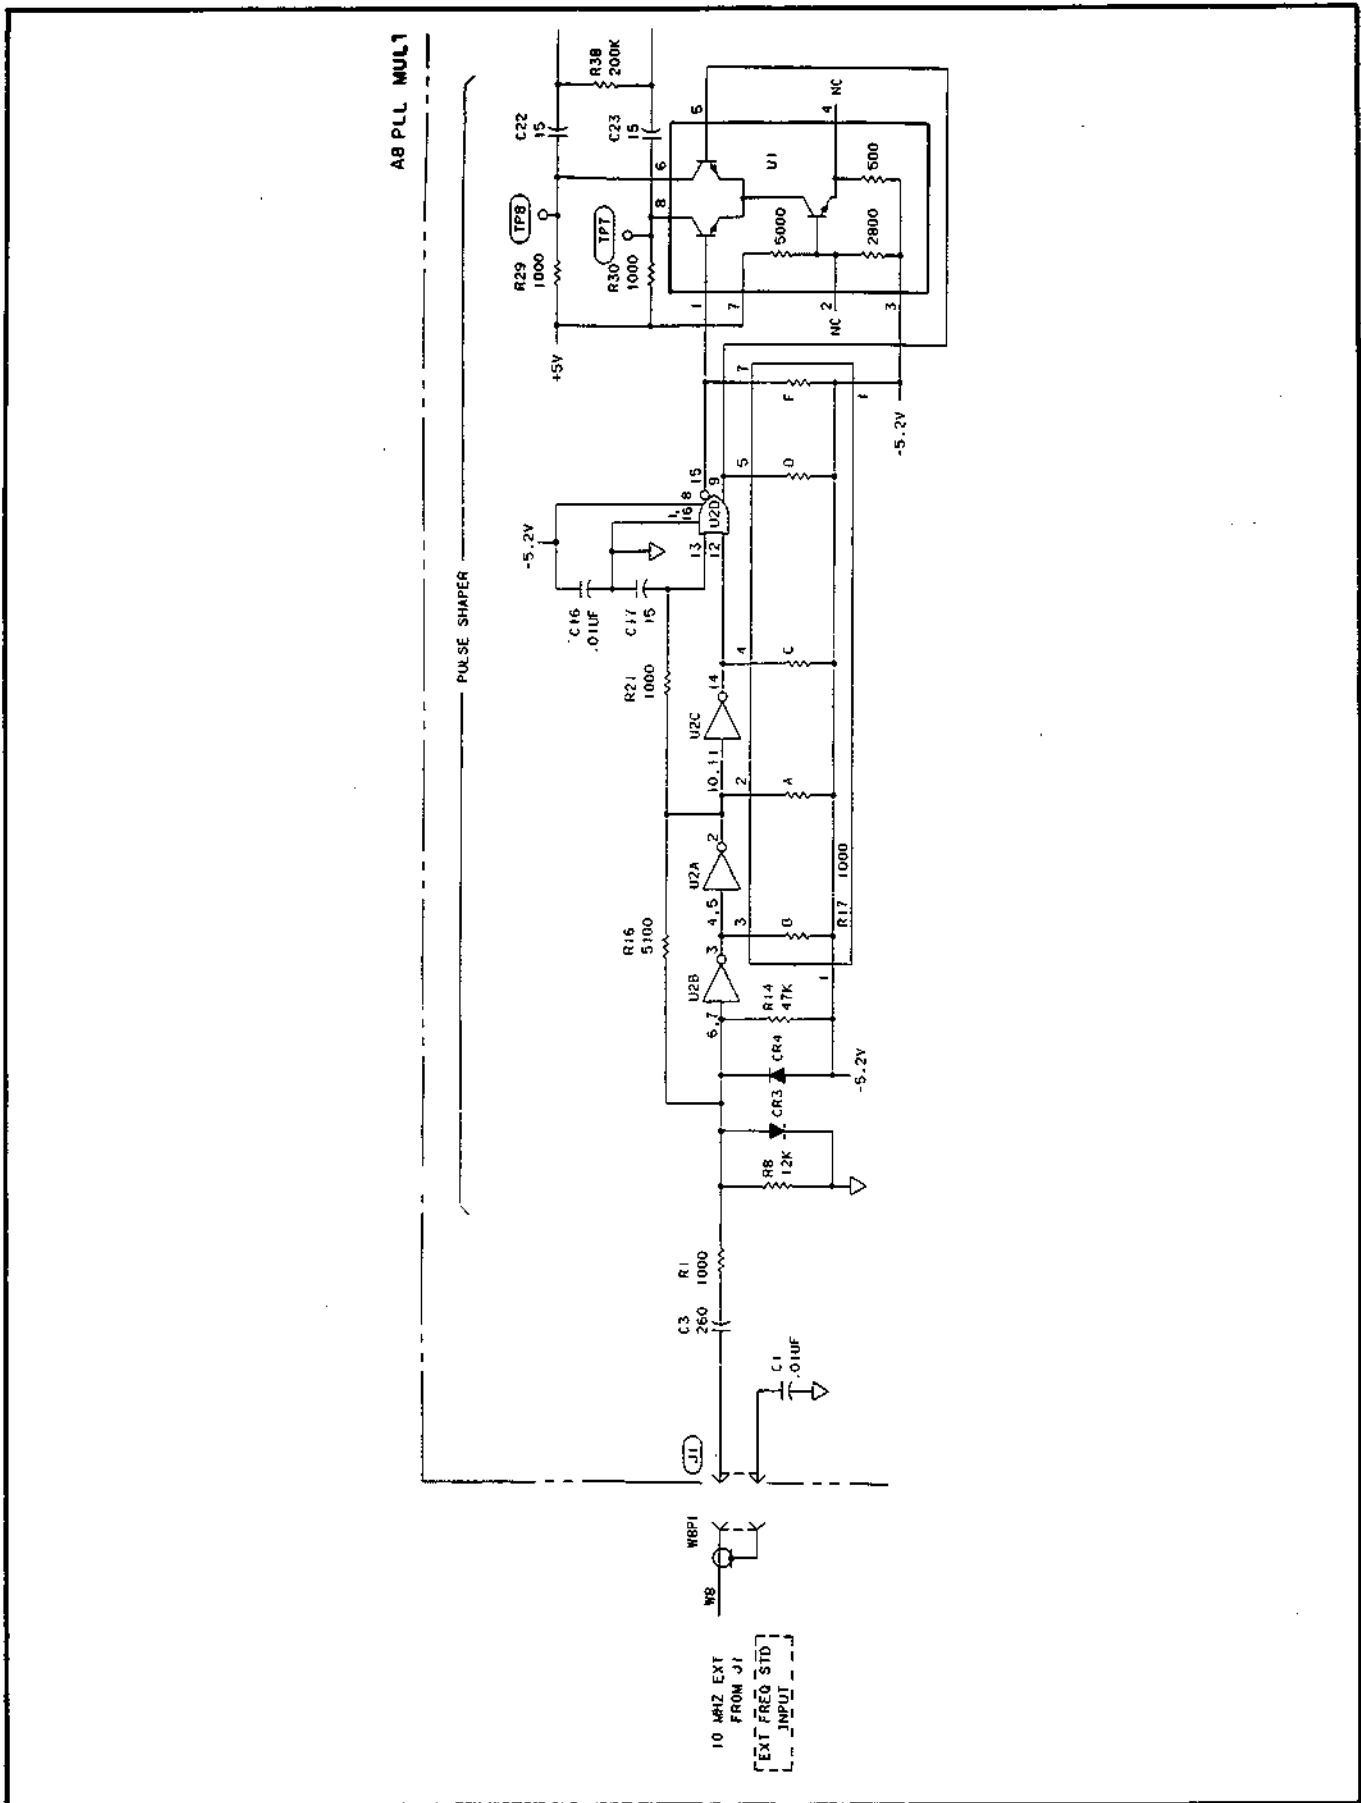 A8 PLL MUL1
PULSE SHAPER
R38
200K
C22
15
C23
15
5
NC
4
6
8
U1
TP8
TP7
R29
1000
R30
1000
5000
2800
500
1
7
2
3
NC
+5V
-5.2V
7
F
1
5
D
15
9
8
1,
16
U2D
13
12
-5.2V
C16
.01UF
C17
15
R21
1000
4
C
14
U2C
10,11
2
A
2
U2A
4,5
3
B
R17
1000
R16
5100
3
U2B
6,7
R14
47K
1
CR4
CR3
-5.2V
R8
12K
R1
1000
C3
260
C1
.01UF
J1
W8P1
W8
10 MHZ EXT
FROM J1
EXT FREQ STD
INPUT